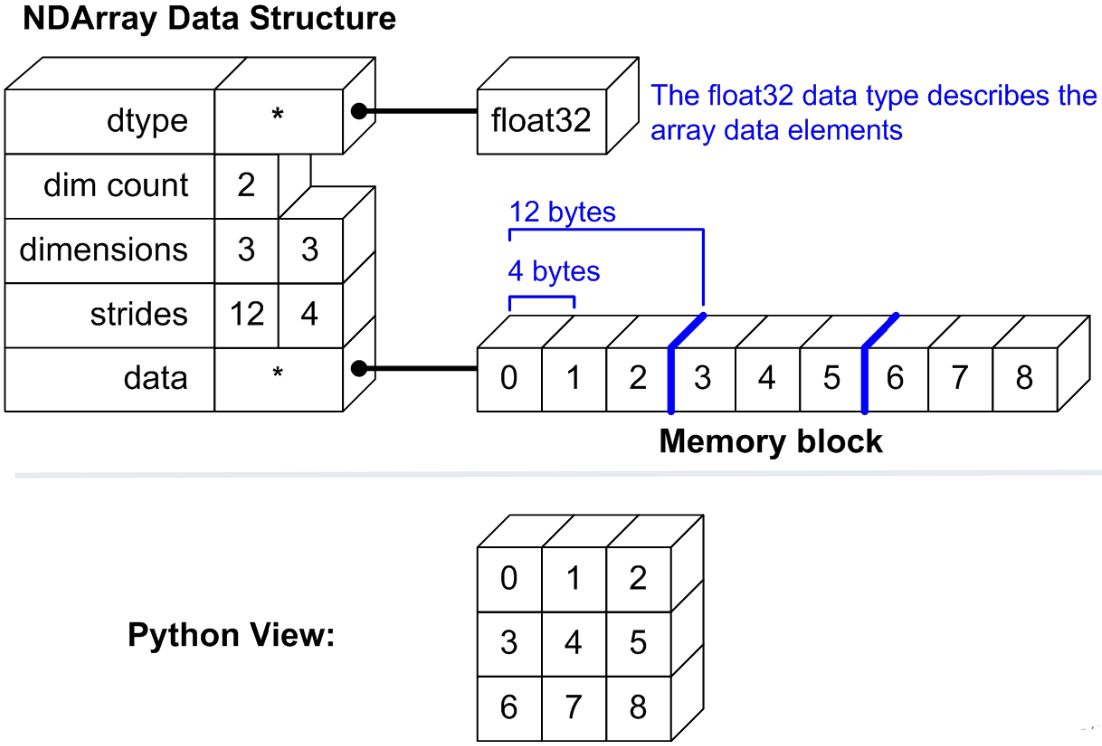 NDArray Data Structure
dtype * float32
The float32 data type describes the
array data elements
dim count 2
dimensions 3 3
strides 12 4
data *
12 bytes
4 bytes
0 1 2 3 4 5 6 7 8
Memory block
Python View:
0 1 2
3 4 5
6 7 8